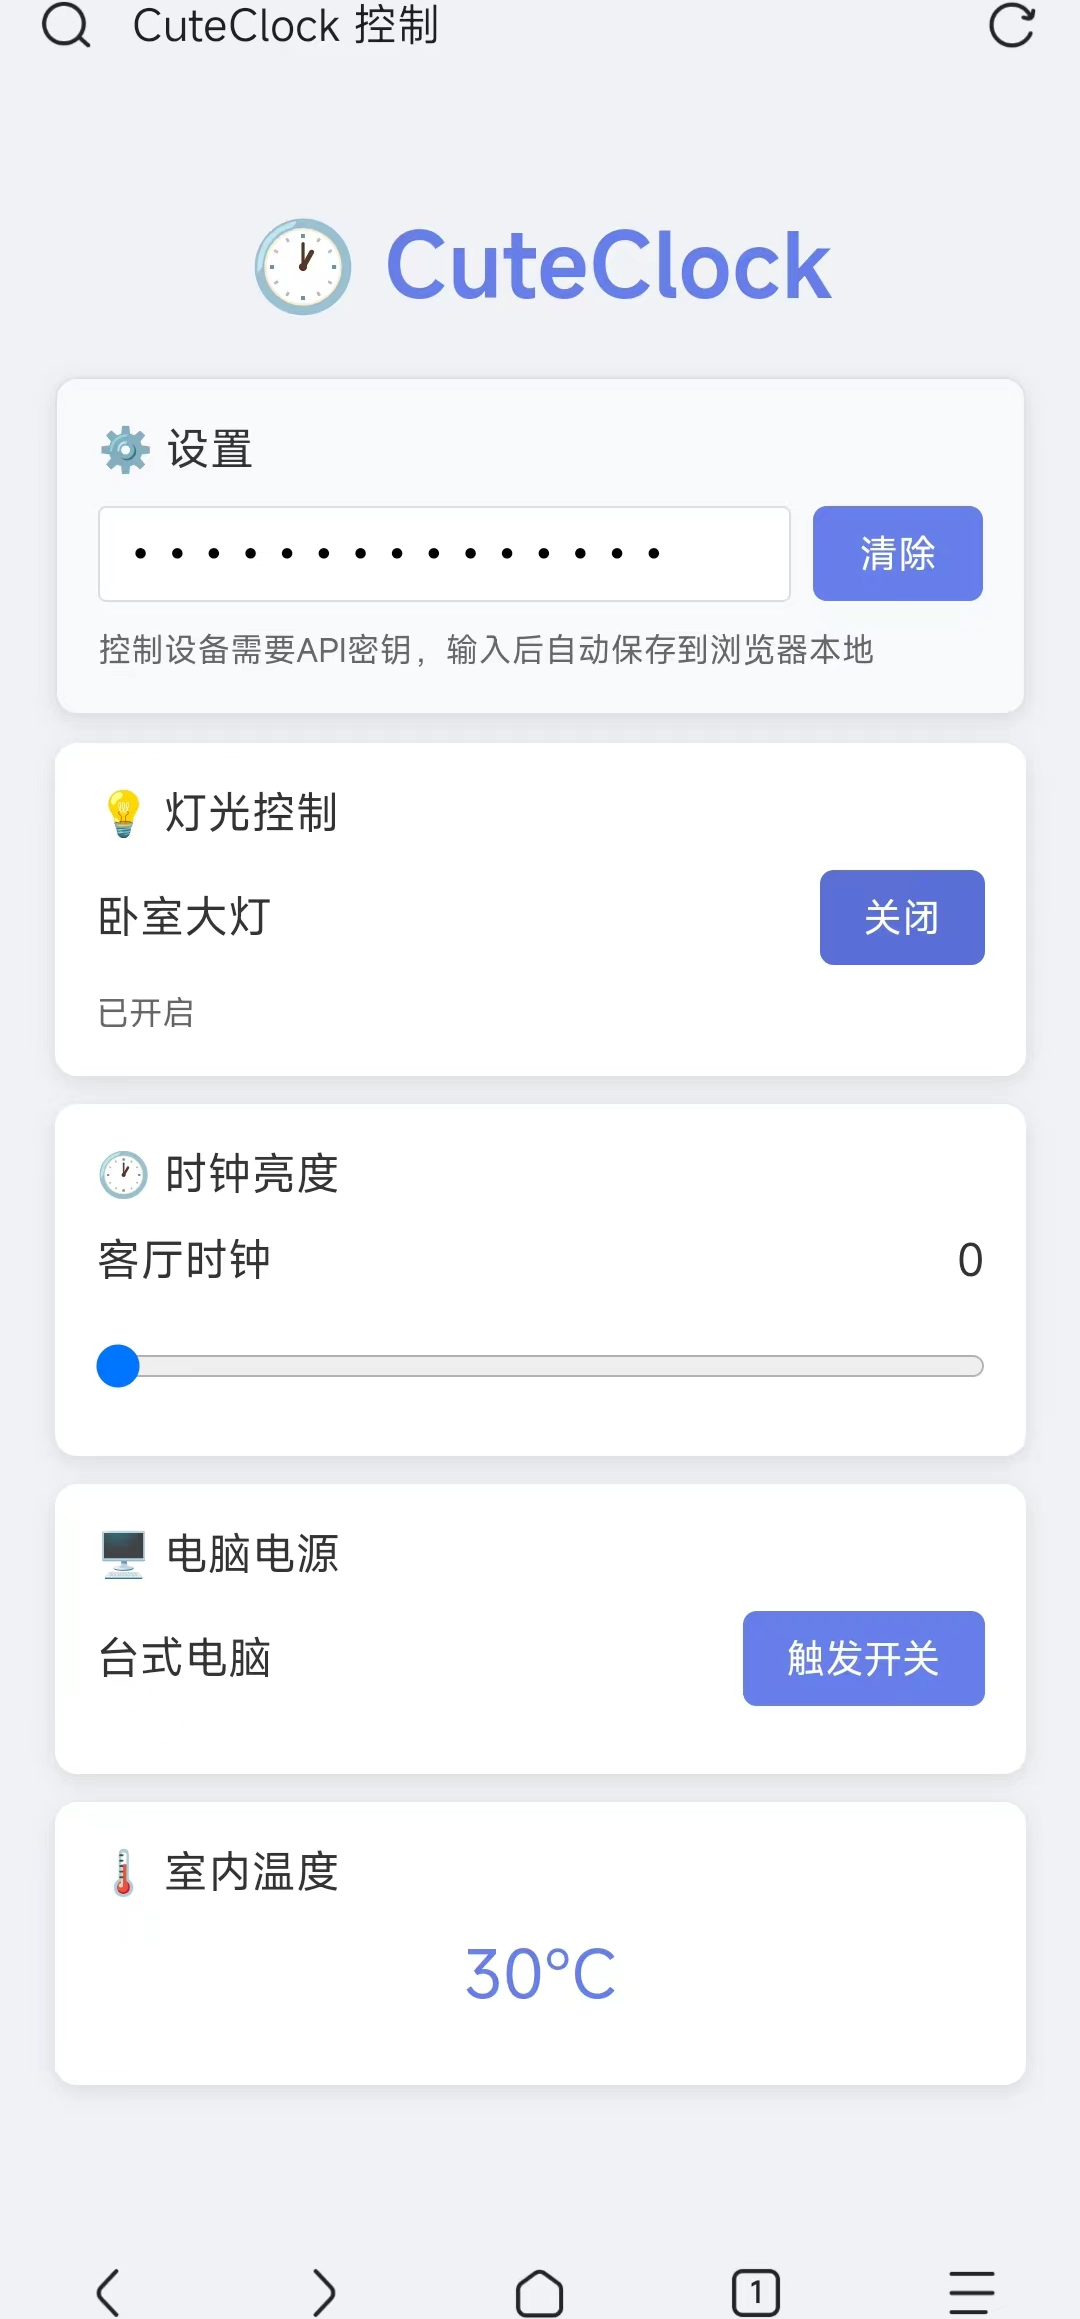 CuteClock 控制
CuteClock
设置
•••••••••••••••
清除
控制设备需要API密钥，输入后自动保存到浏览器本地
灯光控制
卧室大灯
关闭
已开启
时钟亮度
客厅时钟
0
电脑电源
台式电脑
触发开关
室内温度
30°C
1